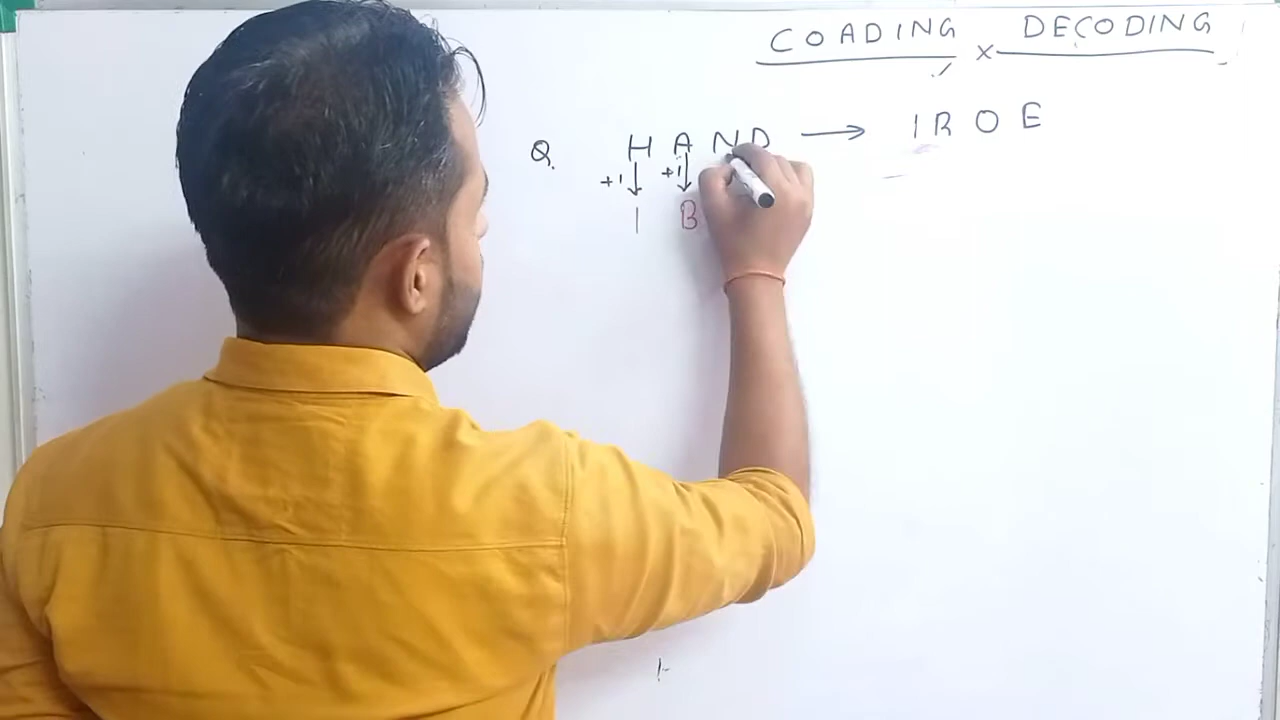 COADING x DECODING
Q. HAND → IBOE
+1 +1
I B